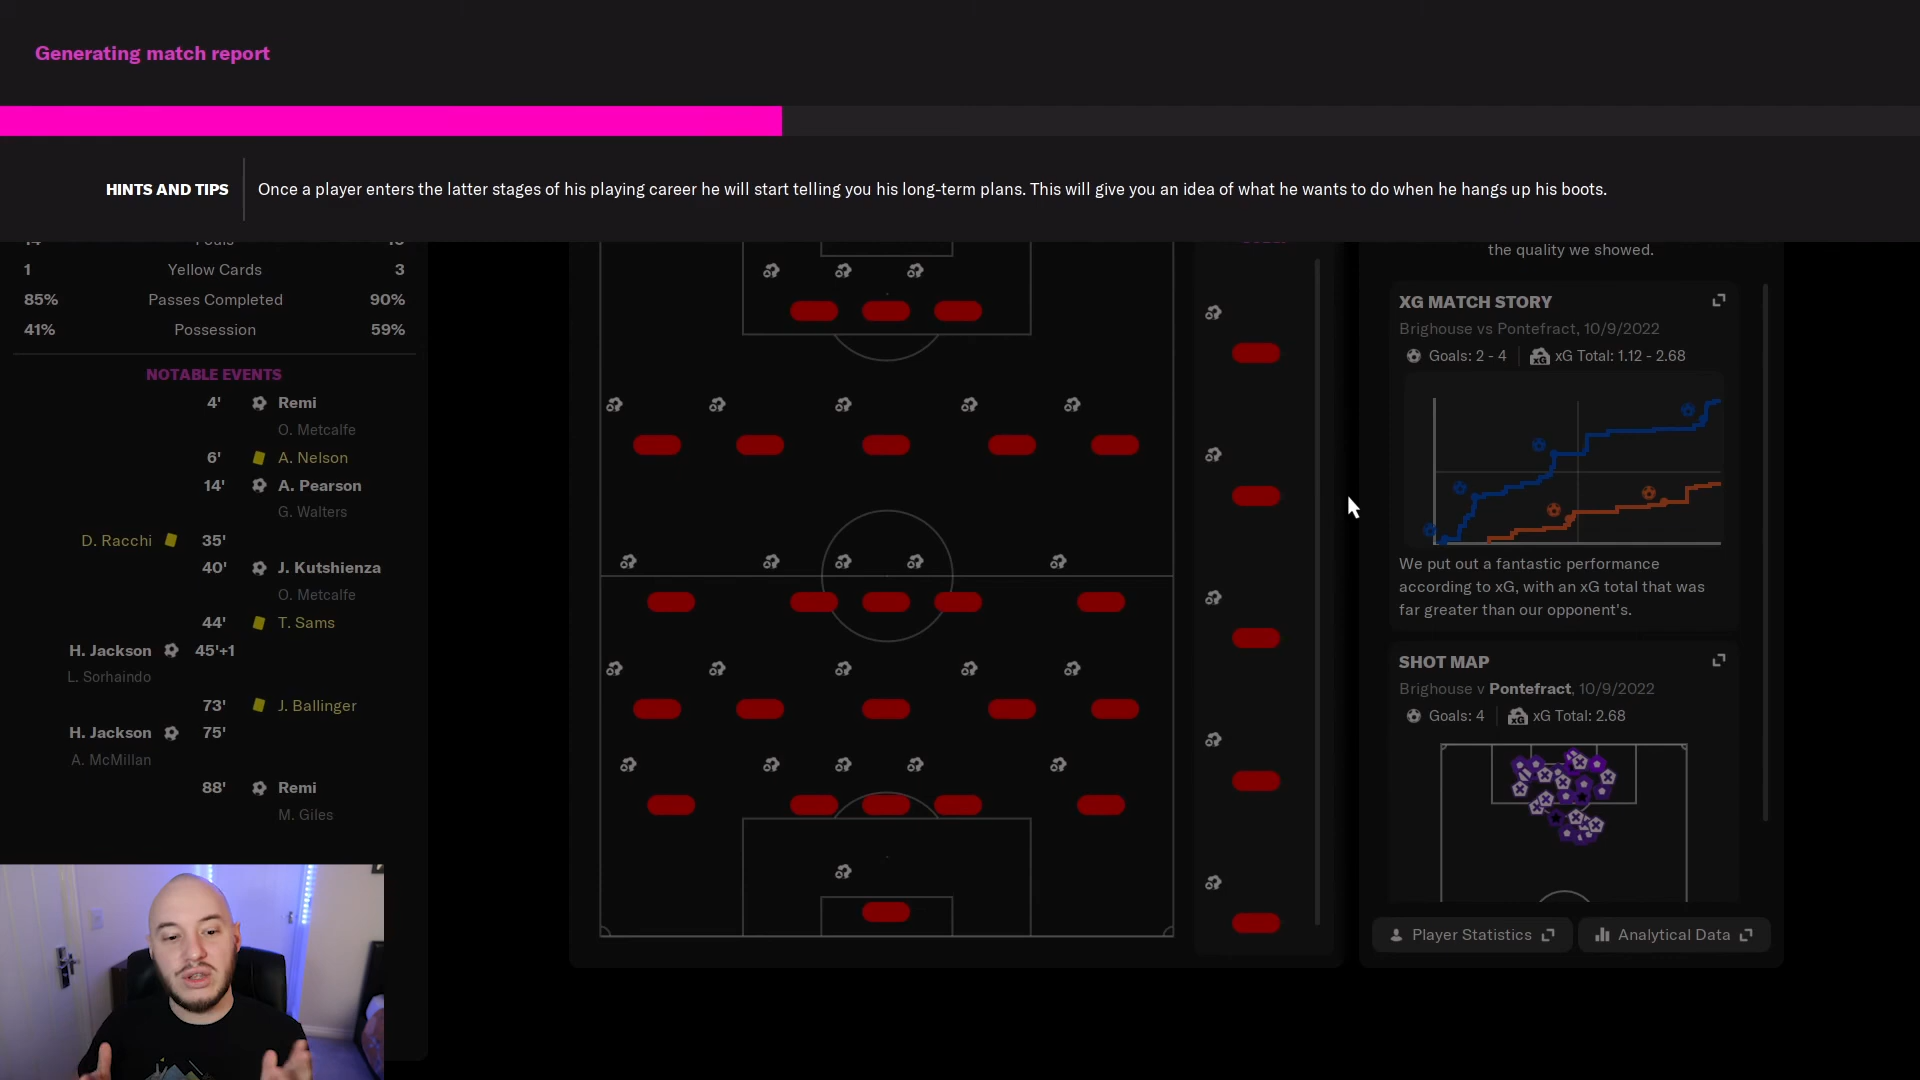 Generating match report
HINTS AND TIPS
Once a player enters the latter stages of his playing career he will start telling you his long-term plans. This will give you an idea of what he wants to do when he hangs up his boots.
1 Yellow Cards 3
85% Passes Completed 90%
41% Possession 59%
NOTABLE EVENTS
4' Remi
O. Metcalfe
6' A. Nelson
14' A. Pearson
G. Walters
D. Racchi 35'
40' J. Kutshienza
O. Metcalfe
44' T. Sams
H. Jackson 45'+1
L. Sorhaindo
73' J. Ballinger
H. Jackson 75'
A. McMillan
88' Remi
M. Giles
the quality we showed.
XG MATCH STORY
Brighouse vs Pontefract, 10/9/2022
Goals: 2 - 4 xG xG Total: 1.12 - 2.68
We put out a fantastic performance
according to xG, with an xG total that was
far greater than our opponent's.
SHOT MAP
Brighouse v Pontefract, 10/9/2022
Goals: 4 xG xG Total: 2.68
Player Statistics
Analytical Data